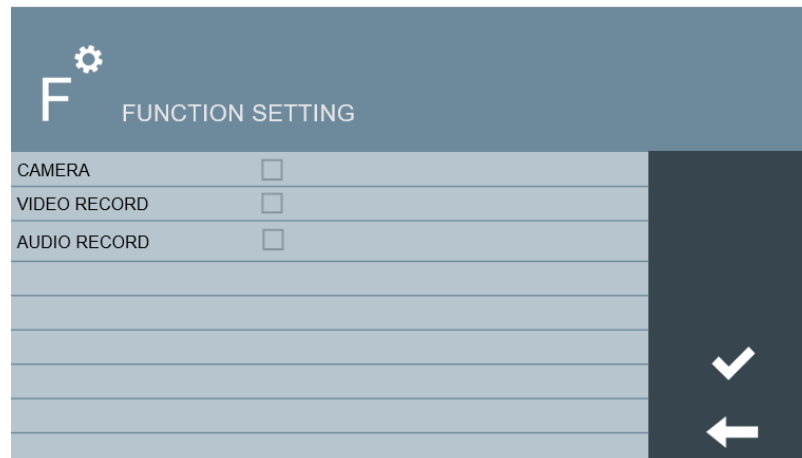 F
FUNCTION SETTING
CAMERA
VIDEO RECORD
AUDIO RECORD